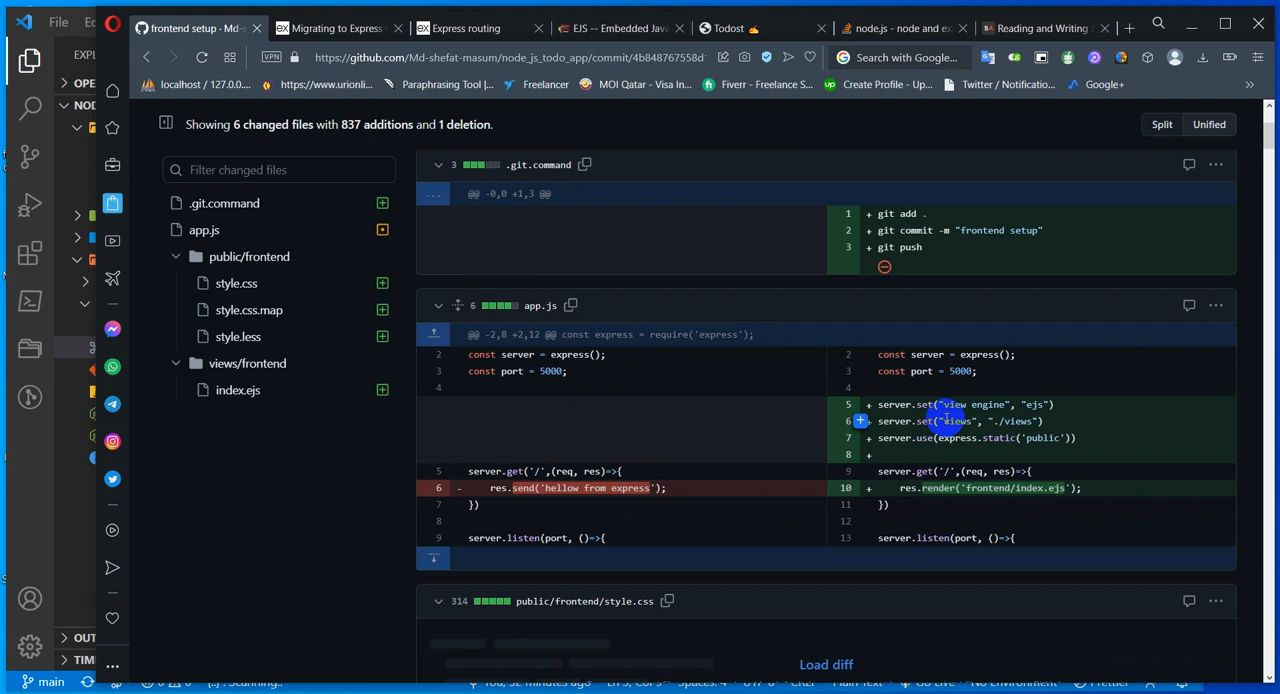 File
frontend setup · Md-s
Migrating to Express
Express routing
EJS -- Embedded Java
Todost
node.js - node and ex
Reading and Writing J
VPN
https://github.com/Md-shefat-masum/node_js_todo_app/commit/4b848767558d
Search with Google...
localhost / 127.0.0....
https://www.urionli...
Paraphrasing Tool |...
Freelancer
MOI Qatar - Visa In...
Fiverr - Freelance S...
Create Profile - Up...
Twitter / Notificatio...
Google+
EXPL
OPE
NOD
OUT
TIM
Showing 6 changed files with 837 additions and 1 deletion.
Split
Unified
Filter changed files
.git.command
app.js
public/frontend
style.css
style.css.map
style.less
views/frontend
index.ejs
3 .git.command
... @@ -0,0 +1,3 @@
1 + git add .
2 + git commit -m "frontend setup"
3 + git push
6 app.js
@@ -2,8 +2,12 @@ const express = require('express');
2 const server = express(); 2 const server = express();
3 const port = 5000; 3 const port = 5000;
4 4
5 + server.set("view engine", "ejs")
6 + server.set("views", "./views")
7 + server.use(express.static('public'))
8 +
5 server.get('/',(req, res)=>{ 9 server.get('/',(req, res)=>{
6 - res.send('hellow from express'); 10 + res.render('frontend/index.ejs');
7 }) 11 })
8 12
9 server.listen(port, ()=>{ 13 server.listen(port, ()=>{
314 public/frontend/style.css
Load diff
main